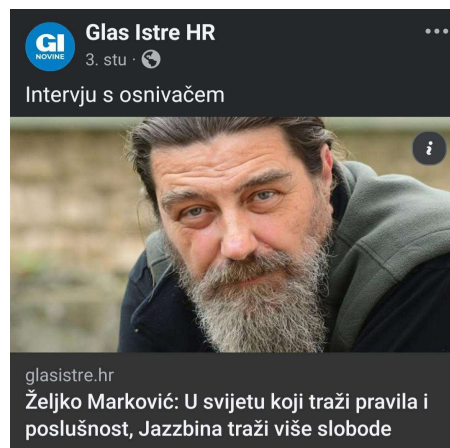 GI
NOVINE
Glas Istre HR
3. stu ·
Intervju s osnivačem
i
glasistre.hr
Željko Marković: U svijetu koji traži pravila i
poslušnost, Jazzbina traži više slobode